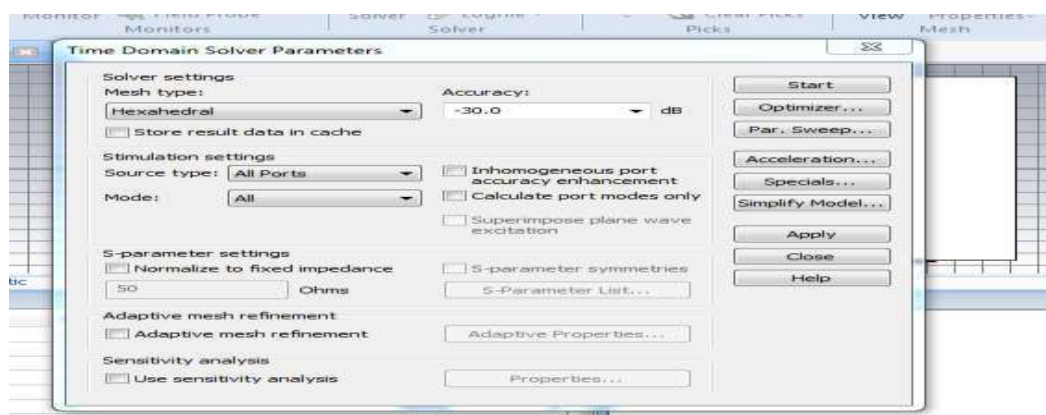 Monitors Solver Picks Mesh
Time Domain Solver Parameters
Solver settings
Mesh type:
Hexahedral
Store result data in cache
Accuracy:
-30.0 dB
Stimulation settings
Source type: All Ports
Mode: All
Inhomogeneous port
accuracy enhancement
Calculate port modes only
Superimpose plane wave
excitation
S-parameter settings
Normalize to fixed impedance
50 Ohms
S-parameter symmetries
S-Parameter List...
Adaptive mesh refinement
Adaptive mesh refinement
Adaptive Properties...
Sensitivity analysis
Use sensitivity analysis
Properties...
Start
Optimizer...
Par. Sweep...
Acceleration...
Specials...
Simplify Model...
Apply
Close
Help